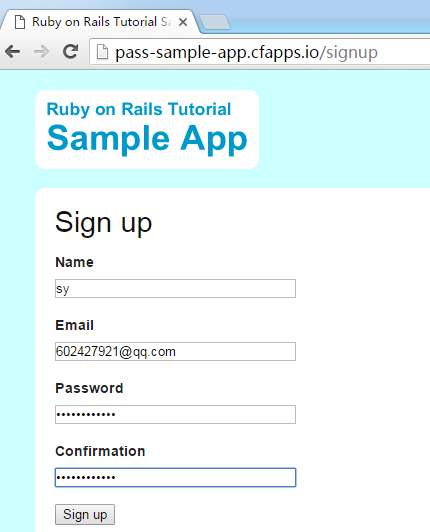 Ruby on Rails Tutorial Sa
pass-sample-app.cfapps.io/signup
Ruby on Rails Tutorial
Sample App
Sign up
Name
sy
Email
602427921@qq.com
Password
••••••••••••
Confirmation
••••••••••••
Sign up